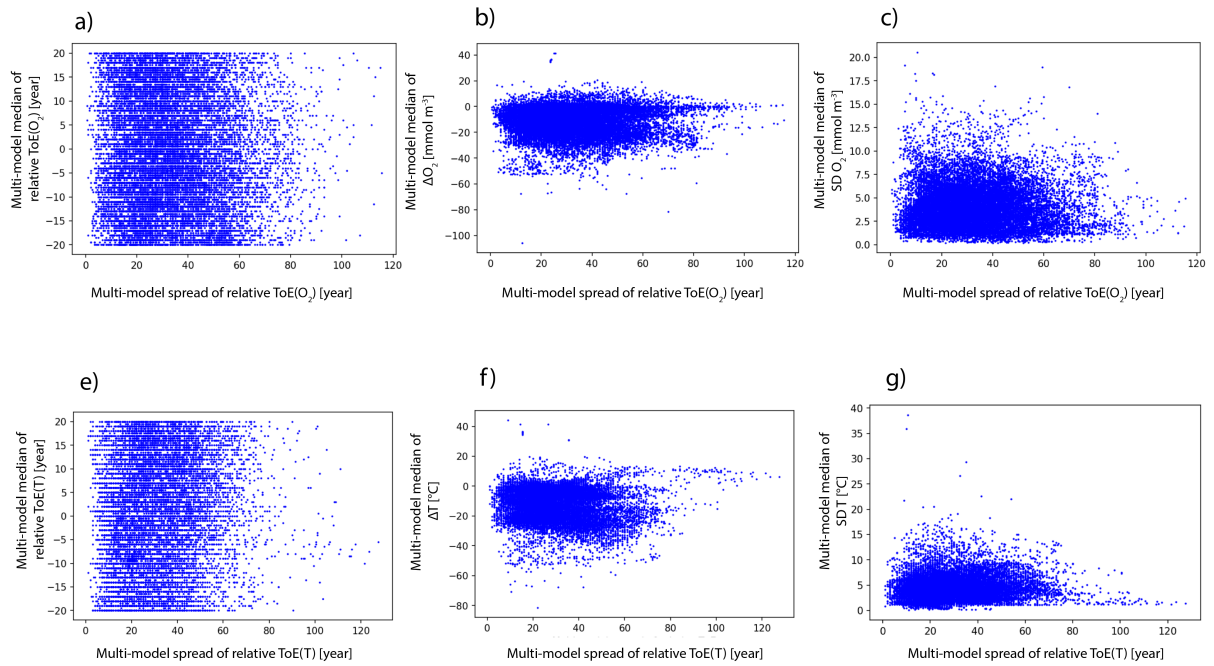 a)
Multi-model median of
relative ToE(O₂) [year]
20
15
10
5
0
−5
−10
−15
−20
0 20 40 60 80 100 120
Multi-model spread of relative ToE(O₂) [year]
b)
Multi-model median of
ΔO₂ [mmol m⁻³]
40
20
0
−20
−40
−60
−80
−100
0 20 40 60 80 100 120
Multi-model spread of relative ToE(O₂) [year]
c)
Multi-model median of
SD O₂ [mmol m⁻³]
20.0
17.5
15.0
12.5
10.0
7.5
5.0
2.5
0.0
0 20 40 60 80 100 120
Multi-model spread of relative ToE(O₂) [year]
e)
Multi-model median of
relative ToE(T) [year]
20
15
10
5
0
−5
−10
−15
−20
0 20 40 60 80 100 120
Multi-model spread of relative ToE(T) [year]
f)
Multi-model median of
ΔT [°C]
40
20
0
−20
−40
−60
−80
0 20 40 60 80 100 120
Multi-model spread of relative ToE(T) [year]
g)
Multi-model median of
SD T [°C]
40
35
30
25
20
15
10
5
0
0 20 40 60 80 100 120
Multi-model spread of relative ToE(T) [year]